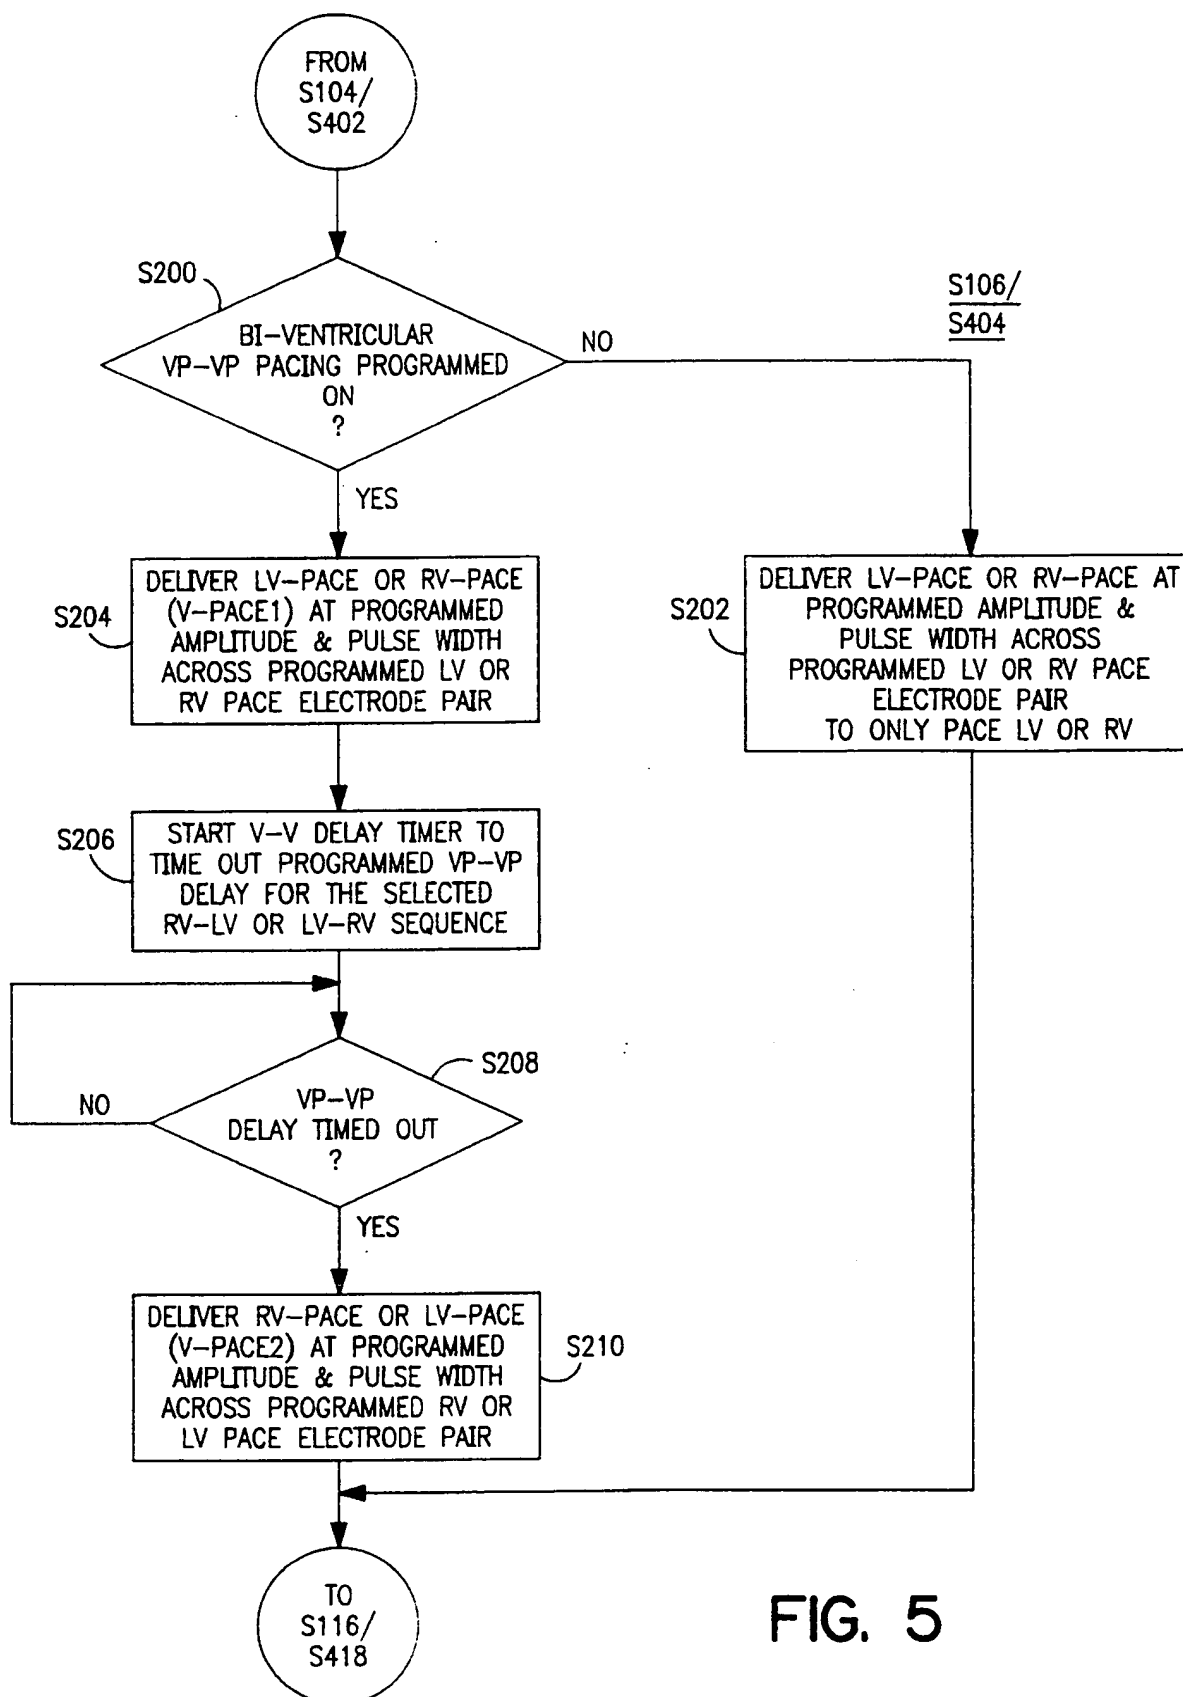 FROM
S104/
S402
S200
BI-VENTRICULAR
VP-VP PACING PROGRAMMED
ON
?
NO
S106/
S404
YES
S204
DELIVER LV-PACE OR RV-PACE
(V-PACE1) AT PROGRAMMED
AMPLITUDE & PULSE WIDTH
ACROSS PROGRAMMED LV OR
RV PACE ELECTRODE PAIR
S202
DELIVER LV-PACE OR RV-PACE AT
PROGRAMMED AMPLITUDE &
PULSE WIDTH ACROSS
PROGRAMMED LV OR RV PACE
ELECTRODE PAIR
TO ONLY PACE LV OR RV
S206
START V-V DELAY TIMER TO
TIME OUT PROGRAMMED VP-VP
DELAY FOR THE SELECTED
RV-LV OR LV-RV SEQUENCE
S208
NO
VP-VP
DELAY TIMED OUT
?
YES
DELIVER RV-PACE OR LV-PACE
(V-PACE2) AT PROGRAMMED
AMPLITUDE & PULSE WIDTH
ACROSS PROGRAMMED RV OR
LV PACE ELECTRODE PAIR
S210
TO
S116/
S418
FIG. 5